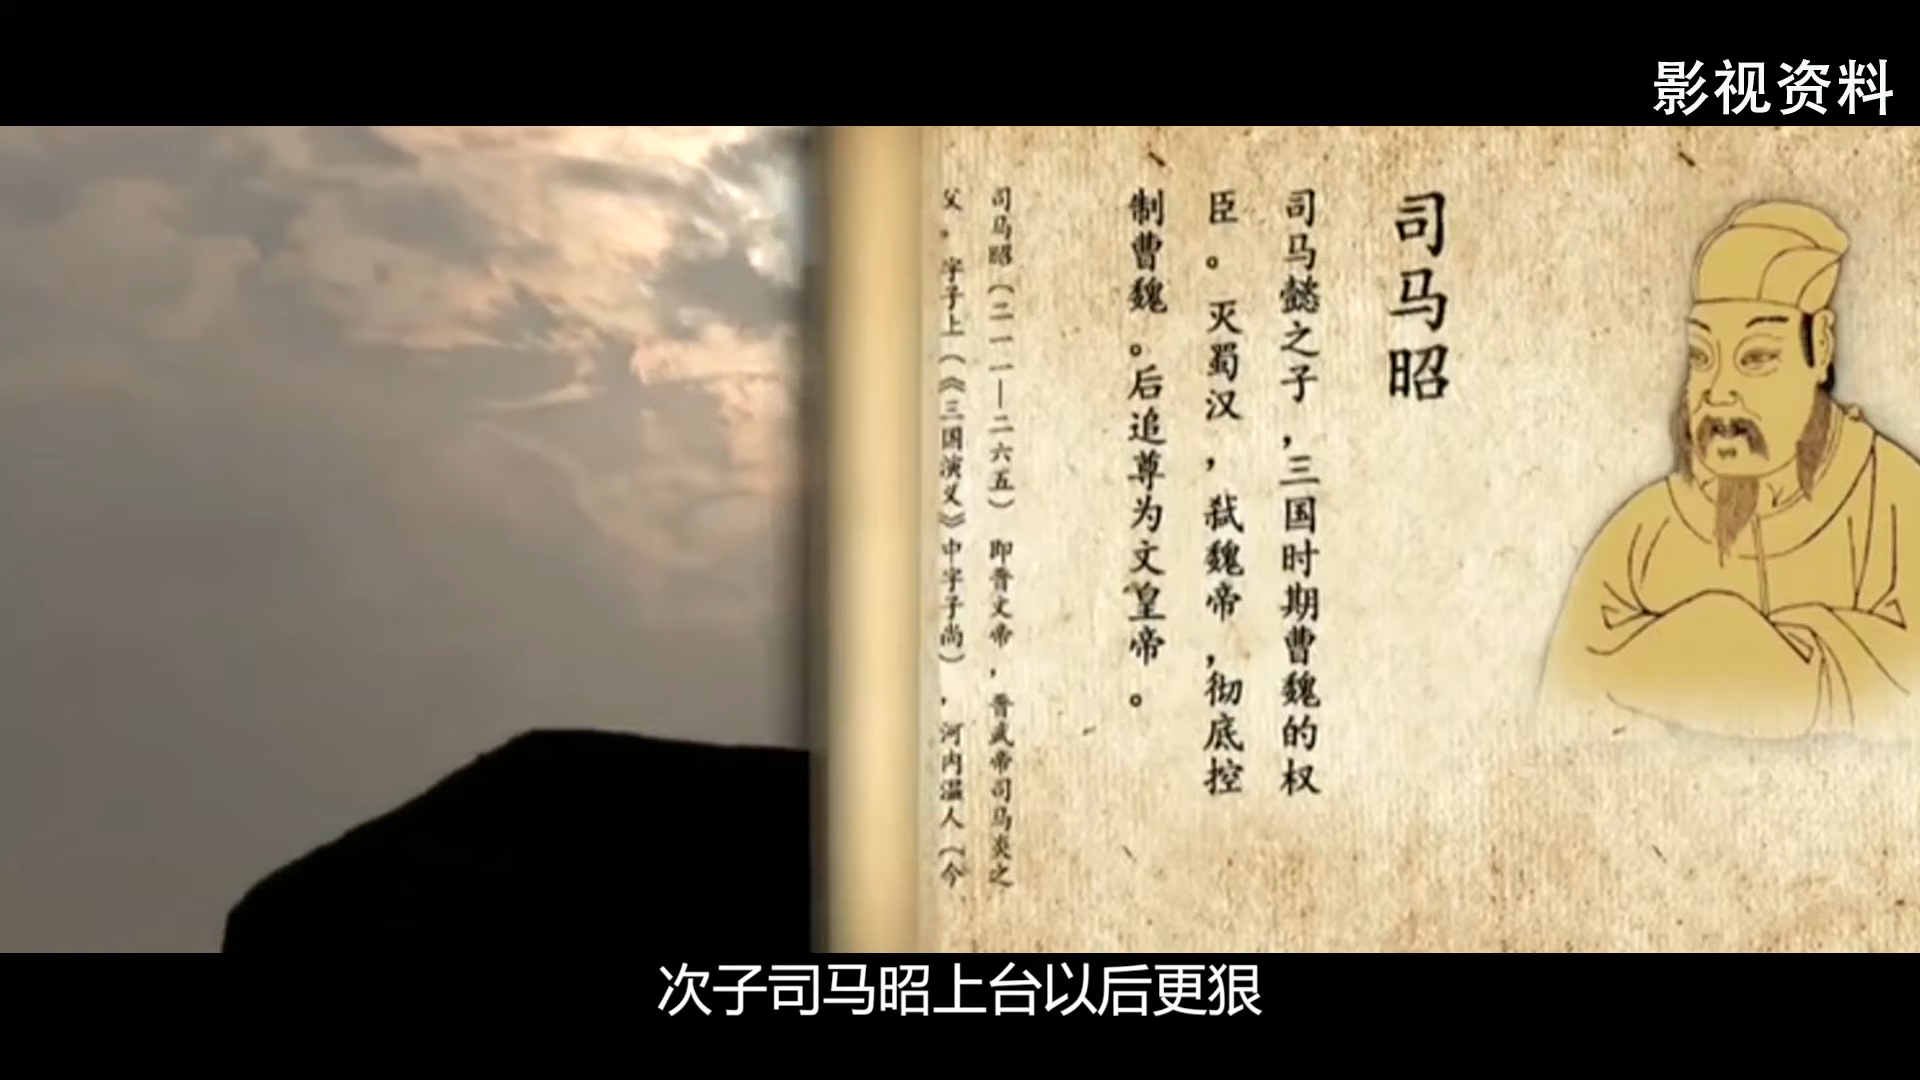 影视资料
司马昭
司马懿之子，三国时期曹魏的权
臣。灭蜀汉，弑魏帝，彻底控
制曹魏。后追尊为文皇帝。
司马昭（二一一—二六五）即晋文帝，晋武帝司马炎之
父。字子上（《三国演义》中字子尚），河内温人（今
次子司马昭上台以后更狠